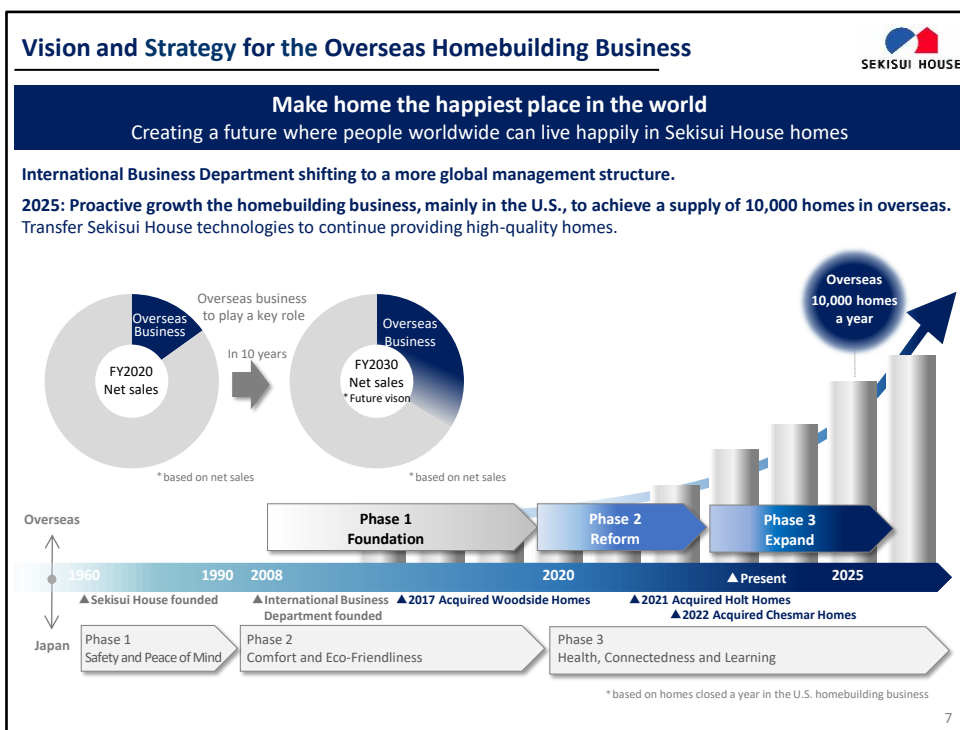 Vision and Strategy for the Overseas Homebuilding Business
SEKISUI HOUSE
Make home the happiest place in the world
Creating a future where people worldwide can live happily in Sekisui House homes
International Business Department shifting to a more global management structure.
2025: Proactive growth the homebuilding business, mainly in the U.S., to achieve a supply of 10,000 homes in overseas.
Transfer Sekisui House technologies to continue providing high-quality homes.
Overseas
Business
FY2020
Net sales
*based on net sales
Overseas business
to play a key role
In 10 years
Overseas
Business
FY2030
Net sales
*Future vison
*based on net sales
Overseas
10,000 homes
a year
Overseas
Phase 1
Foundation
Phase 2
Reform
Phase 3
Expand
1960
1990
2008
2020
▲Present
2025
▲Sekisui House founded
▲International Business
Department founded
▲2017 Acquired Woodside Homes
▲2021 Acquired Holt Homes
▲2022 Acquired Chesmar Homes
Japan
Phase 1
Safety and Peace of Mind
Phase 2
Comfort and Eco-Friendliness
Phase 3
Health, Connectedness and Learning
*based on homes closed a year in the U.S. homebuilding business
7